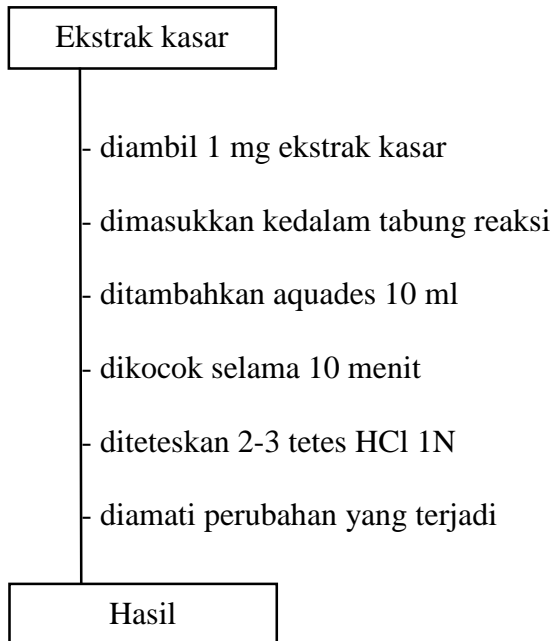 Ekstrak kasar
- diambil 1 mg ekstrak kasar
- dimasukkan kedalam tabung reaksi
- ditambahkan aquades 10 ml
- dikocok selama 10 menit
- diteteskan 2-3 tetes HCl 1N
- diamati perubahan yang terjadi
Hasil